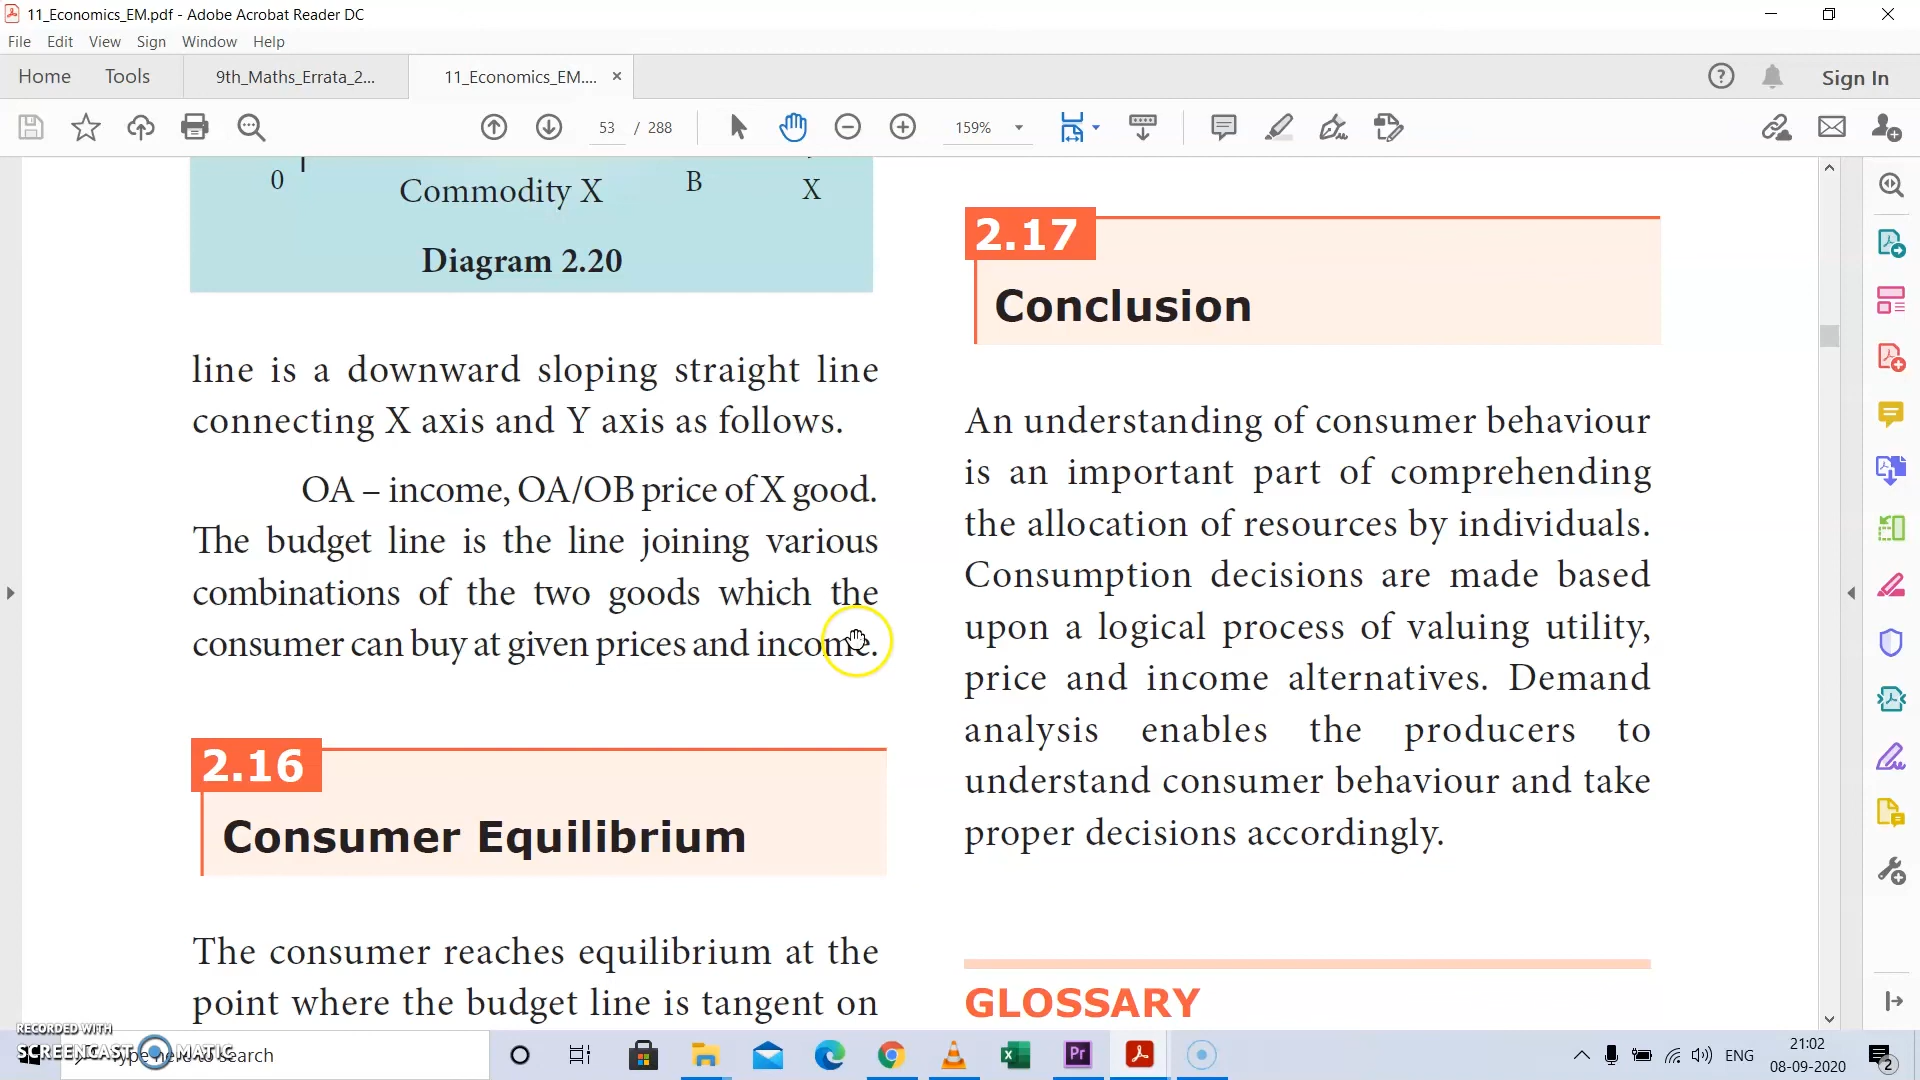 11_Economics_EM.pdf - Adobe Acrobat Reader DC
File Edit View Sign Window Help
Home Tools 9th_Maths_Errata_2... 11_Economics_EM.... × Sign In
53 / 288 159%
0 Commodity X B X
Diagram 2.20
line is a downward sloping straight line
connecting X axis and Y axis as follows.
OA – income, OA/OB price of X good.
The budget line is the line joining various
combinations of the two goods which the
consumer can buy at given prices and income.
2.16
Consumer Equilibrium
The consumer reaches equilibrium at the
point where the budget line is tangent on
2.17
Conclusion
An understanding of consumer behaviour
is an important part of comprehending
the allocation of resources by individuals.
Consumption decisions are made based
upon a logical process of valuing utility,
price and income alternatives. Demand
analysis enables the producers to
understand consumer behaviour and take
proper decisions accordingly.
GLOSSARY
RECORDED WITH
SCREENCAST MATIC
Type here to search
ENG
21:02
08-09-2020
2